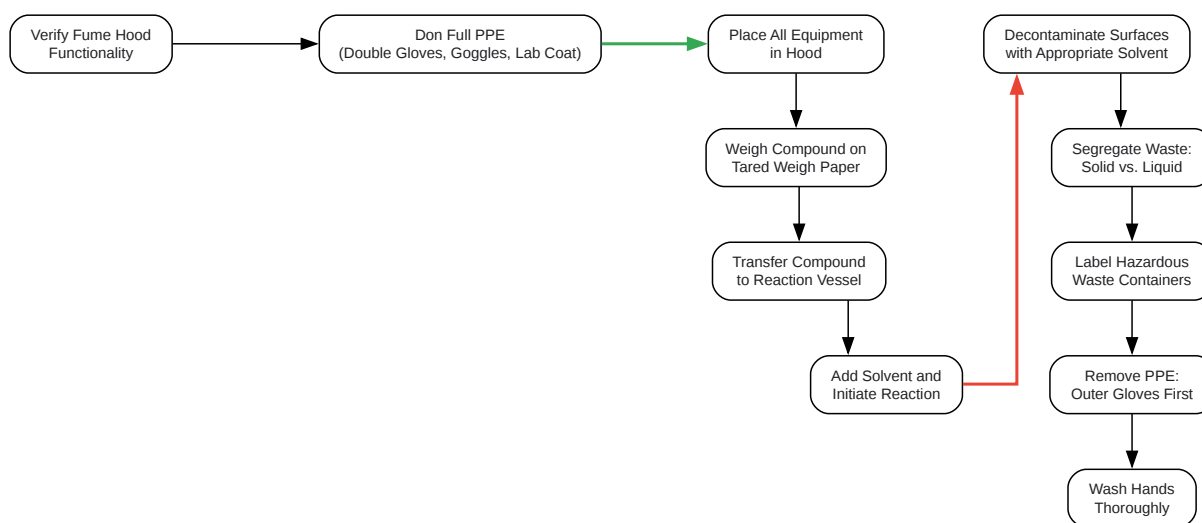 Verify Fume Hood
Functionality
Don Full PPE
(Double Gloves, Goggles, Lab Coat)
Place All Equipment
in Hood
Weigh Compound on
Tared Weigh Paper
Transfer Compound
to Reaction Vessel
Add Solvent and
Initiate Reaction
Decontaminate Surfaces
with Appropriate Solvent
Segregate Waste:
Solid vs. Liquid
Label Hazardous
Waste Containers
Remove PPE:
Outer Gloves First
Wash Hands
Thoroughly